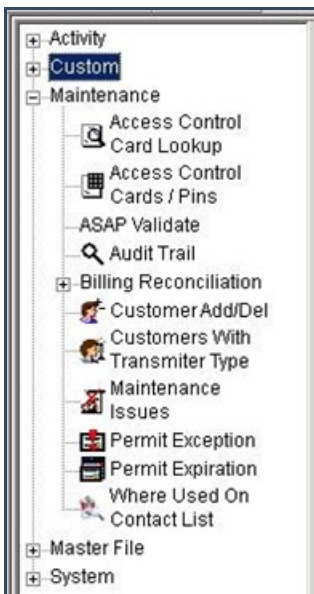 Activity
Custom
Maintenance
Access Control
Card Lookup
Access Control
Cards / Pins
ASAP Validate
Audit Trail
Billing Reconciliation
Customer Add/Del
Customers With
Transmiter Type
Maintenance
Issues
Permit Exception
Permit Expiration
Where Used On
Contact List
Master File
System